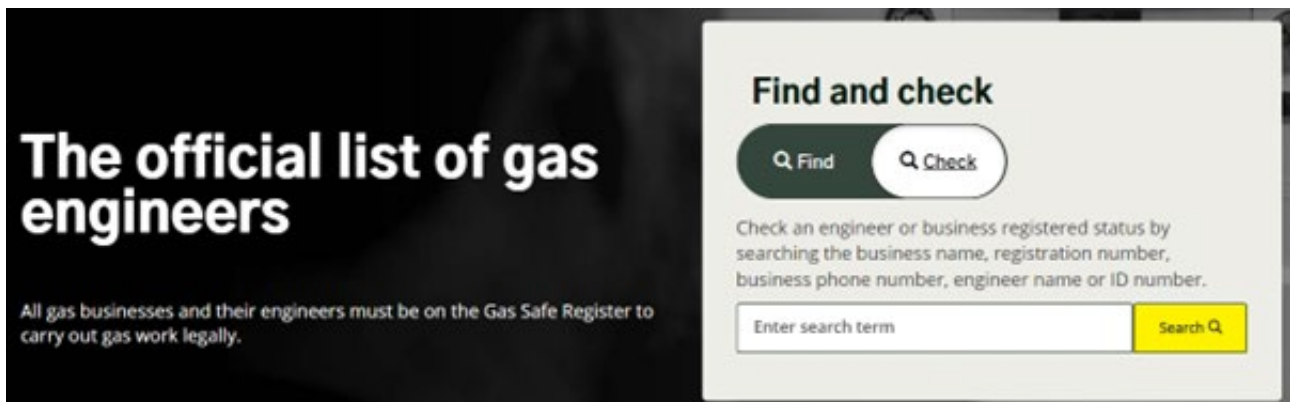 The official list of gas
engineers
All gas businesses and their engineers must be on the Gas Safe Register to
carry out gas work legally.
Find and check
Find
Check
Check an engineer or business registered status by
searching the business name, registration number,
business phone number, engineer name or ID number.
Enter search term
Search